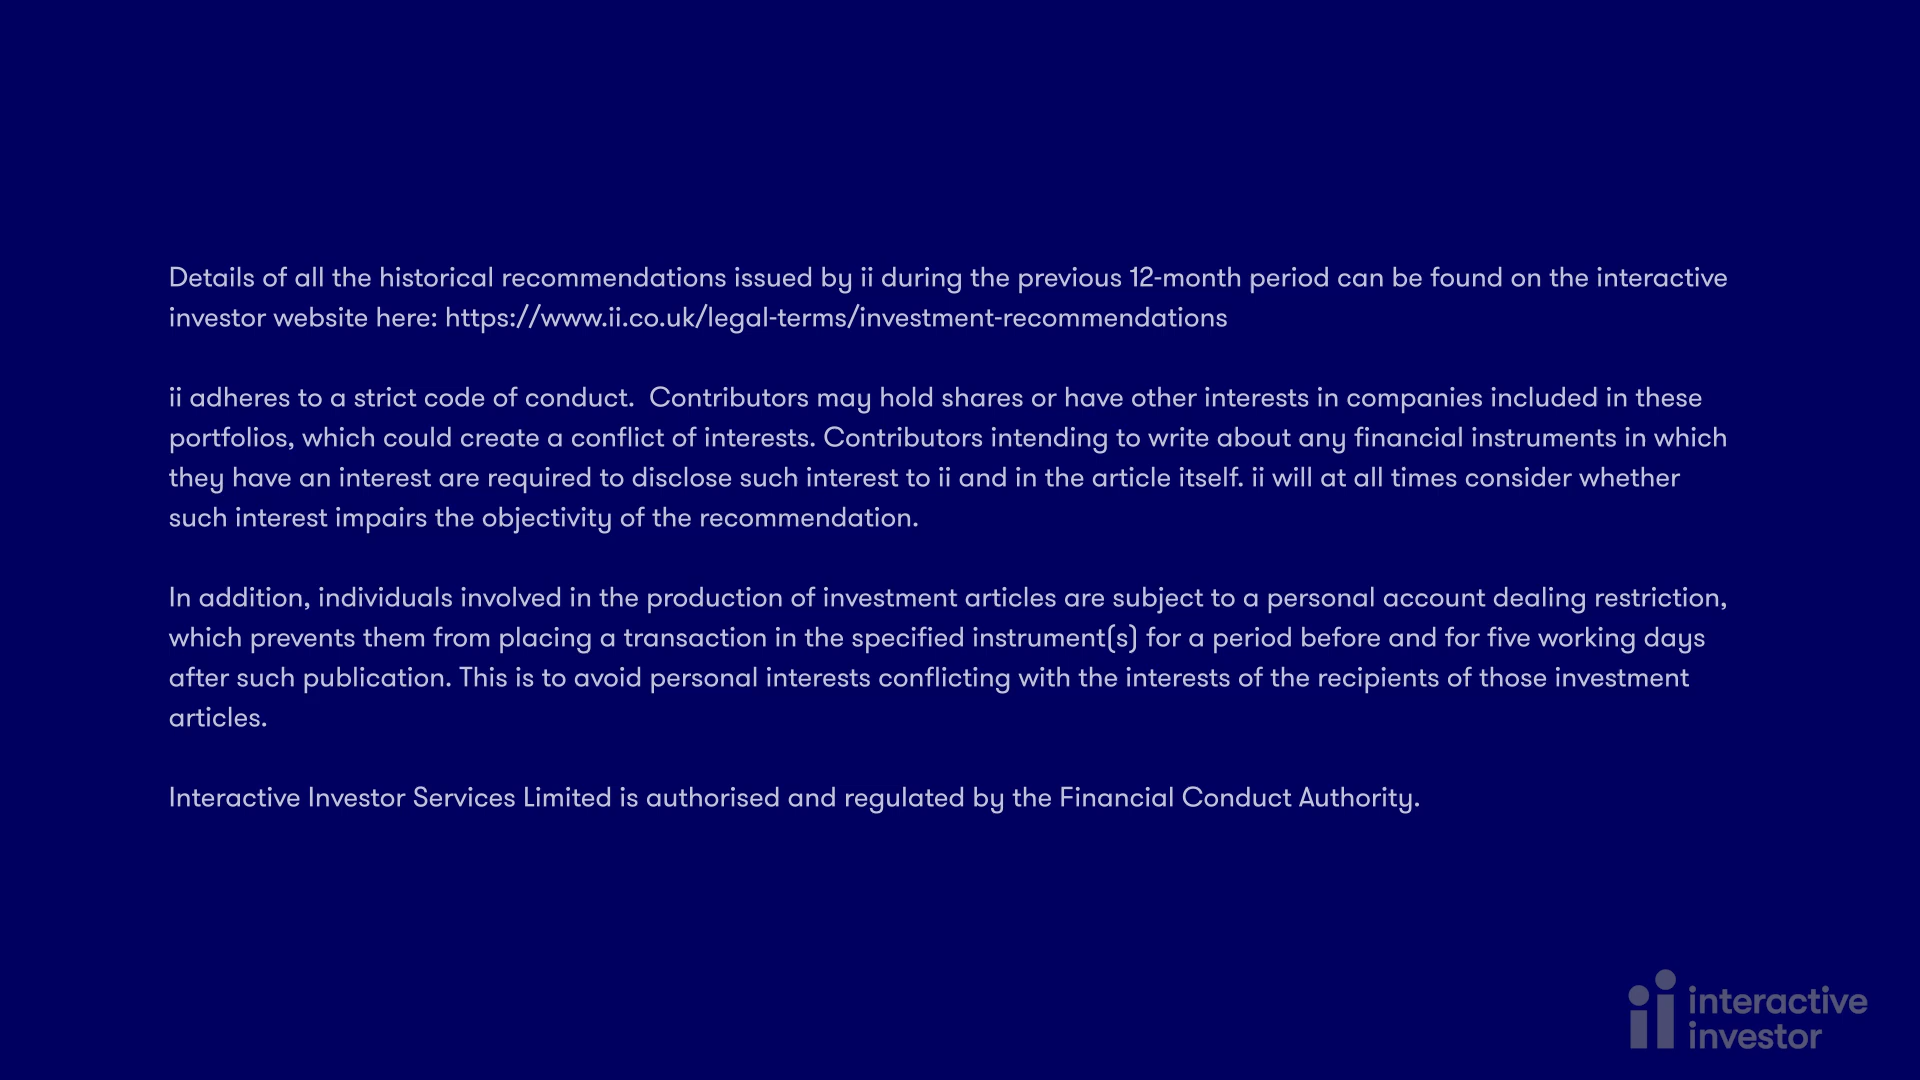 Details of all the historical recommendations issued by ii during the previous 12-month period can be found on the interactive
investor website here: https://www.ii.co.uk/legal-terms/investment-recommendations
ii adheres to a strict code of conduct.  Contributors may hold shares or have other interests in companies included in these
portfolios, which could create a conflict of interests. Contributors intending to write about any financial instruments in which
they have an interest are required to disclose such interest to ii and in the article itself. ii will at all times consider whether
such interest impairs the objectivity of the recommendation.
In addition, individuals involved in the production of investment articles are subject to a personal account dealing restriction,
which prevents them from placing a transaction in the specified instrument(s) for a period before and for five working days
after such publication. This is to avoid personal interests conflicting with the interests of the recipients of those investment
articles.
Interactive Investor Services Limited is authorised and regulated by the Financial Conduct Authority.
ii interactive
investor